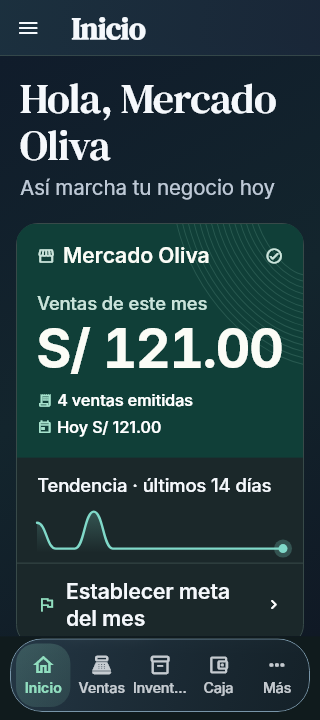 Inicio
Hola, Mercado
Oliva
Así marcha tu negocio hoy
Mercado Oliva
Ventas de este mes
S/ 121.00
4 ventas emitidas
Hoy S/ 121.00
Tendencia · últimos 14 días
Establecer meta
del mes
Inicio Ventas Invent... Caja Más